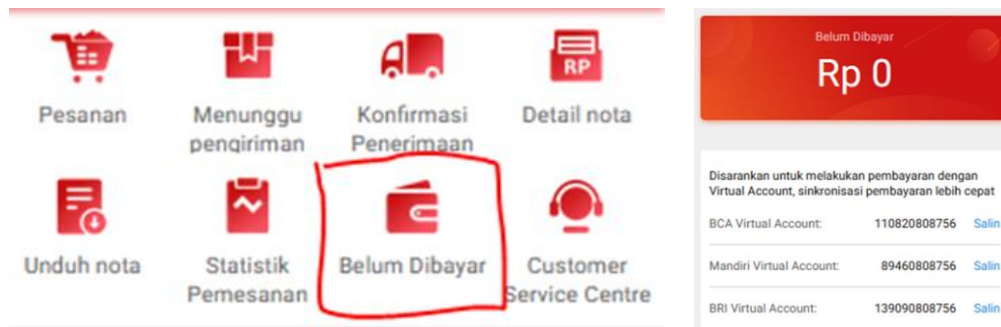 Pesanan
Menunggu
pengiriman
Konfirmasi
Penerimaan
Detail nota
RP
Unduh nota
Statistik
Pemesanan
Belum Dibayar
Customer
Service Centre
Belum Dibayar
Rp 0
Disarankan untuk melakukan pembayaran dengan
Virtual Account, sinkronisasi pembayaran lebih cepat
BCA Virtual Account: 110820808756 Salin
Mandiri Virtual Account: 89460808756 Salin
BRI Virtual Account: 139090808756 Salin